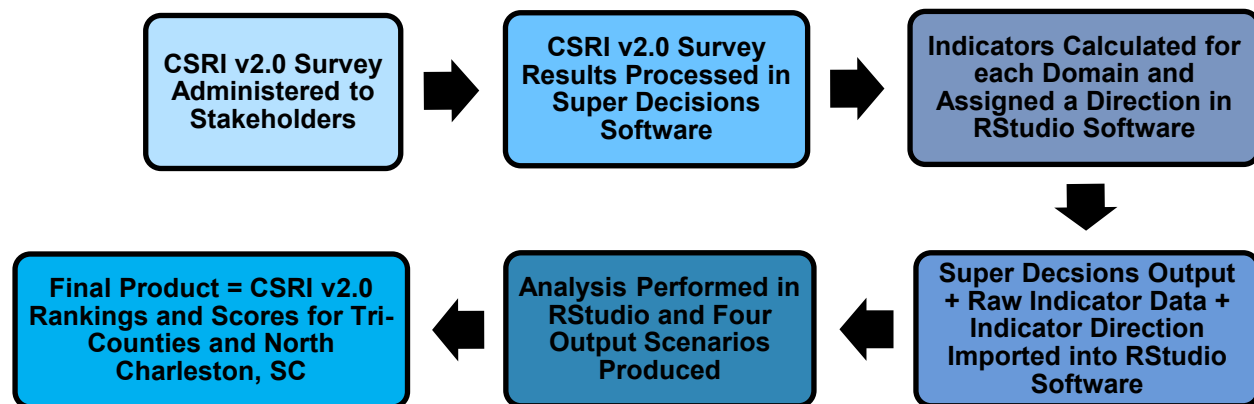 CSRI v2.0 Survey
Administered to
Stakeholders
CSRI v2.0 Survey
Results Processed in
Super Decisions
Software
Indicators Calculated for
each Domain and
Assigned a Direction in
RStudio Software
Super Decsions Output
+ Raw Indicator Data +
Indicator Direction
Imported into RStudio
Software
Analysis Performed in
RStudio and Four
Output Scenarios
Produced
Final Product = CSRI v2.0
Rankings and Scores for Tri-
Counties and North
Charleston, SC